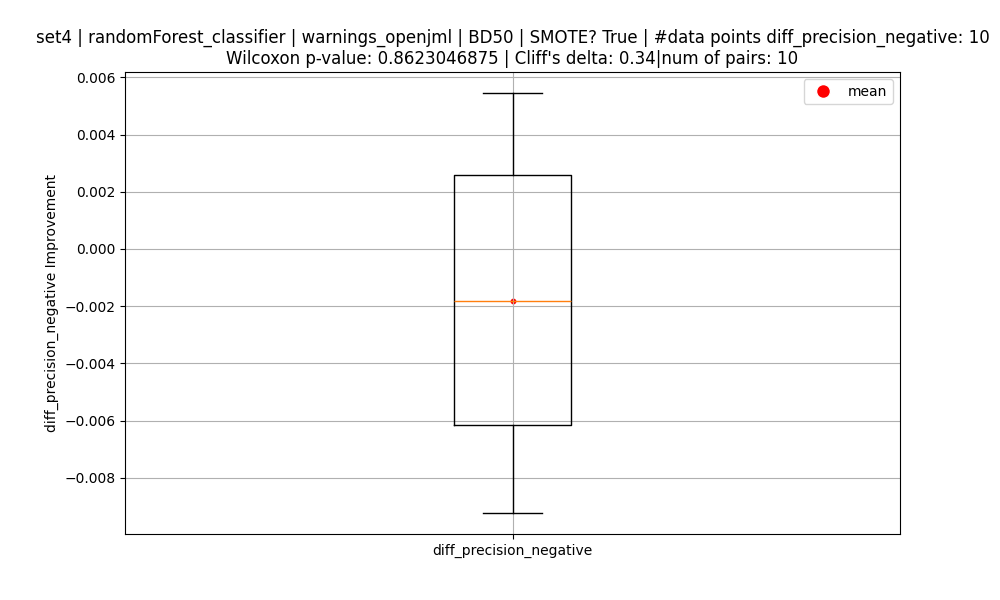 set4 | randomForest_classifier | warnings_openjml | BD50 | SMOTE? True | #data points diff_precision_negative: 10
Wilcoxon p-value: 0.8623046875 | Cliff's delta: 0.34|num of pairs: 10
mean
0.006
0.004
0.002
0.000
−0.002
−0.004
−0.006
−0.008
diff_precision_negative Improvement
diff_precision_negative